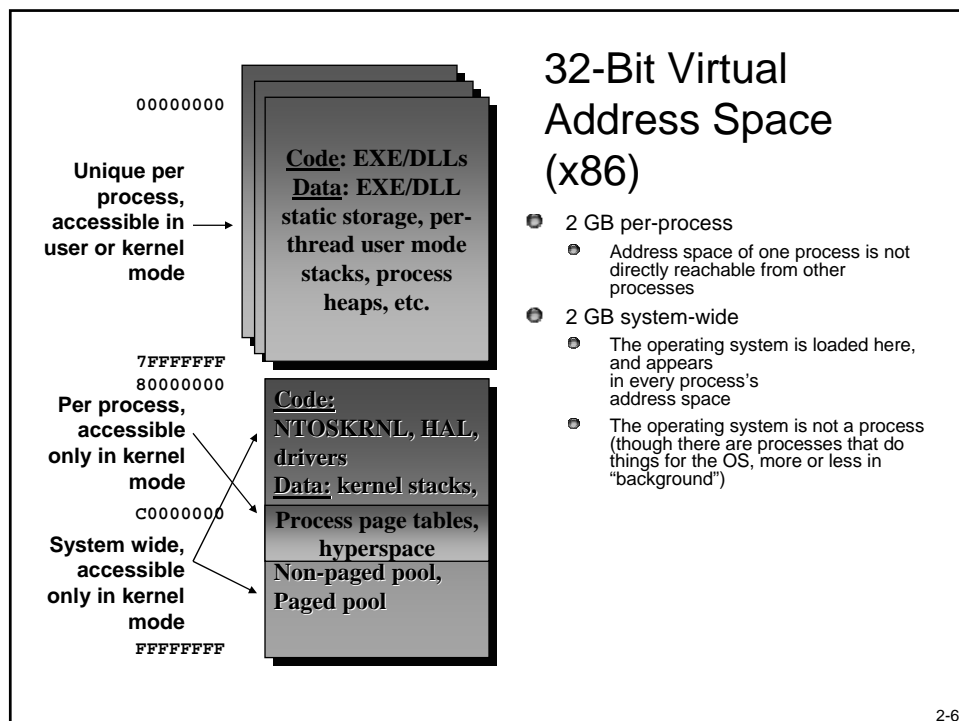 32-Bit Virtual
Address Space
(x86)
00000000
Unique per
process,
accessible in
user or kernel
mode
Code: EXE/DLLs
Data: EXE/DLL
static storage, per-
thread user mode
stacks, process
heaps, etc.
7FFFFFFF
80000000
Per process,
accessible
only in kernel
mode
C0000000
System wide,
accessible
only in kernel
mode
FFFFFFFF
Code:
NTOSKRNL, HAL,
drivers
Data: kernel stacks,
Process page tables,
hyperspace
Non-paged pool,
Paged pool
2 GB per-process
Address space of one process is not
directly reachable from other
processes
2 GB system-wide
The operating system is loaded here,
and appears
in every process's
address space
The operating system is not a process
(though there are processes that do
things for the OS, more or less in
“background”)
2-6